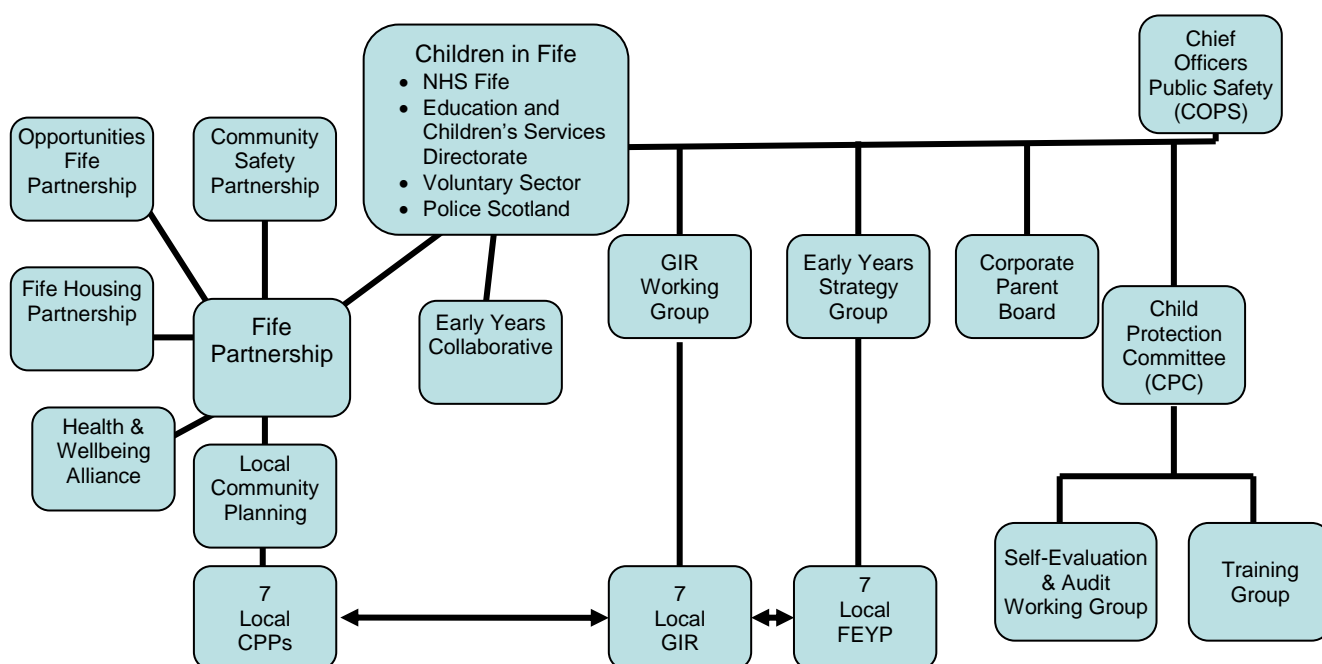 Children in Fife
• NHS Fife
• Education and
Children's Services
Directorate
• Voluntary Sector
• Police Scotland
Chief
Officers
Public Safety
(COPS)
Opportunities
Fife
Partnership
Community
Safety
Partnership
Fife Housing
Partnership
Fife
Partnership
Early Years
Collaborative
GIR
Working
Group
Early Years
Strategy
Group
Corporate
Parent
Board
Child
Protection
Committee
(CPC)
Health &
Wellbeing
Alliance
Local
Community
Planning
7
Local
CPPs
7
Local
GIR
7
Local
FEYP
Self-Evaluation
& Audit
Working Group
Training
Group